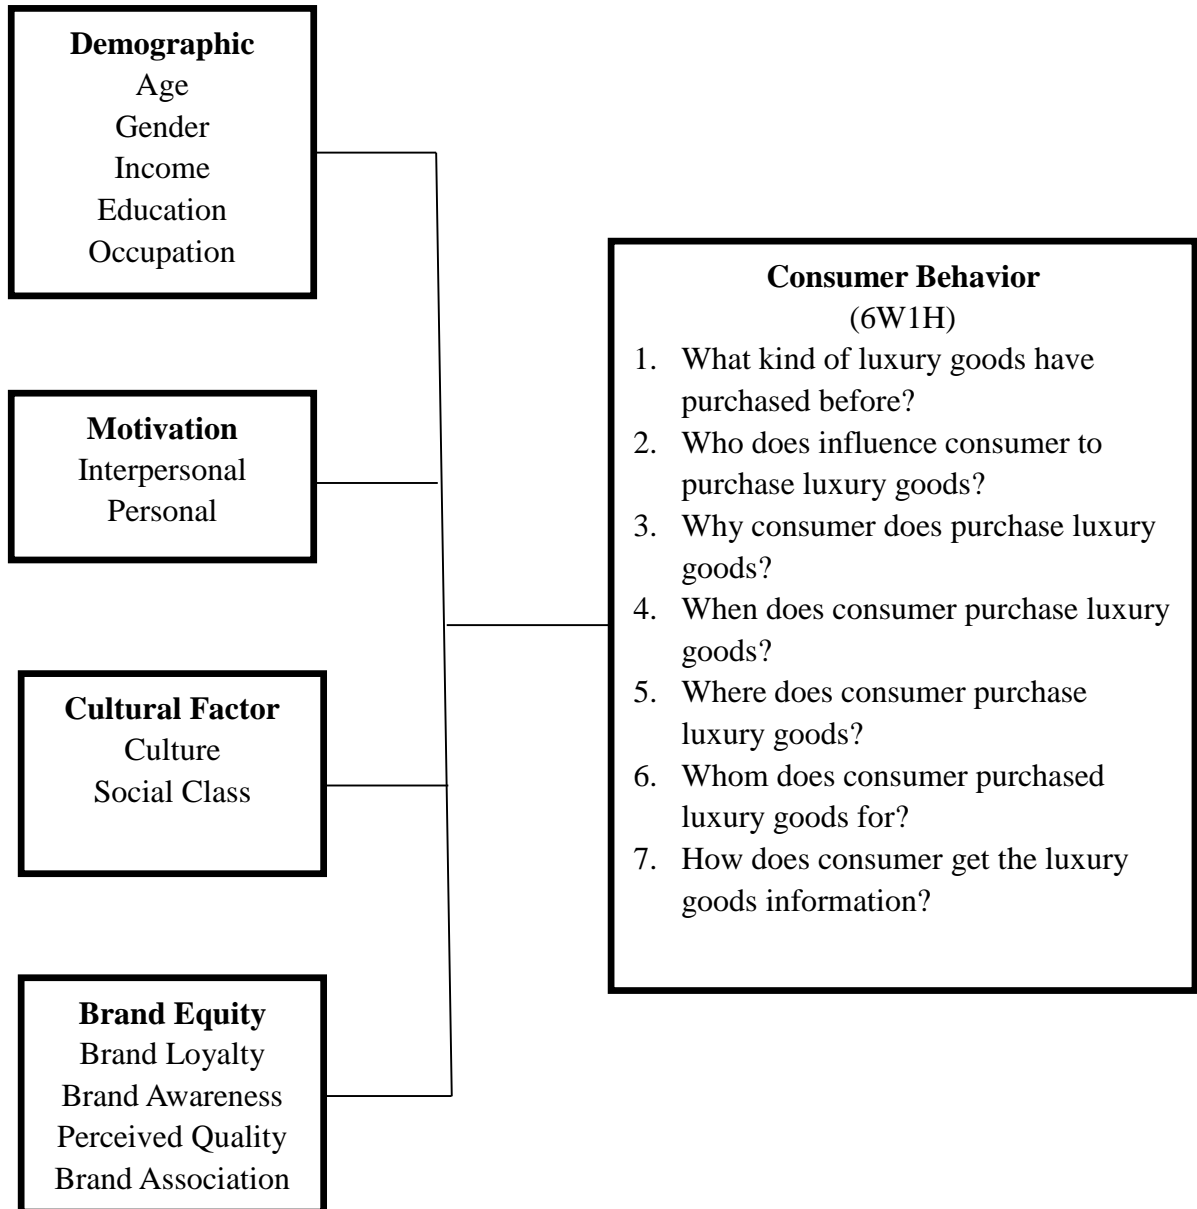 Demographic
Age
Gender
Income
Education
Occupation
Motivation
Interpersonal
Personal
Cultural Factor
Culture
Social Class
Brand Equity
Brand Loyalty
Brand Awareness
Perceived Quality
Brand Association
Consumer Behavior
(6W1H)
1. What kind of luxury goods have
purchased before?
2. Who does influence consumer to
purchase luxury goods?
3. Why consumer does purchase luxury
goods?
4. When does consumer purchase luxury
goods?
5. Where does consumer purchase
luxury goods?
6. Whom does consumer purchased
luxury goods for?
7. How does consumer get the luxury
goods information?